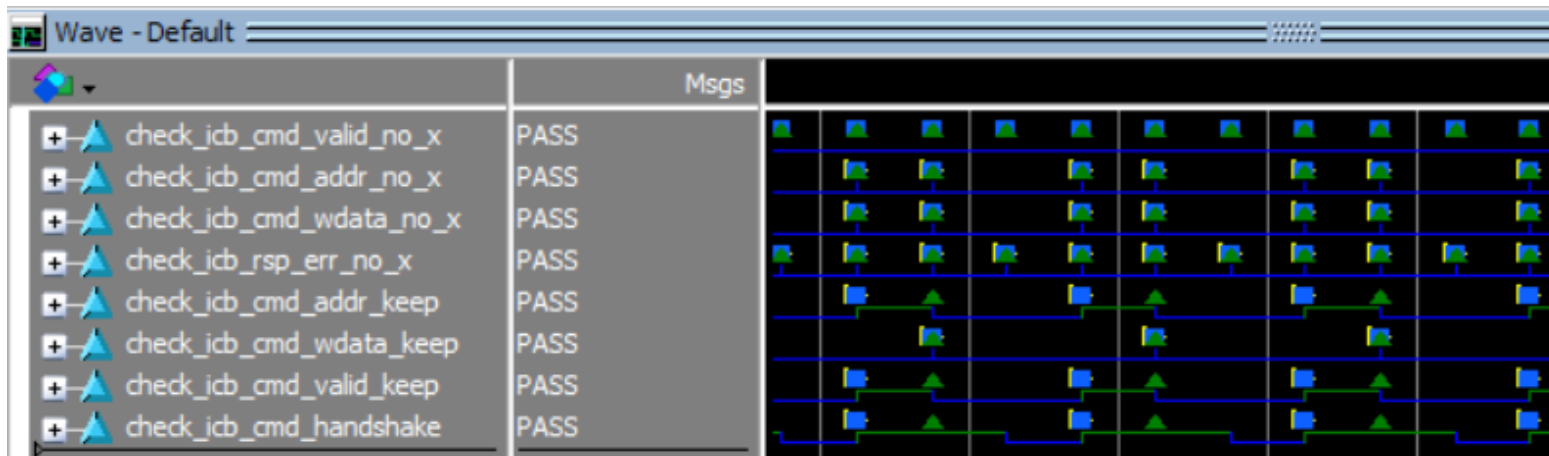 Wave - Default
Msgs
check_icb_cmd_valid_no_x PASS
check_icb_cmd_addr_no_x PASS
check_icb_cmd_wdata_no_x PASS
check_icb_rsp_err_no_x PASS
check_icb_cmd_addr_keep PASS
check_icb_cmd_wdata_keep PASS
check_icb_cmd_valid_keep PASS
check_icb_cmd_handshake PASS